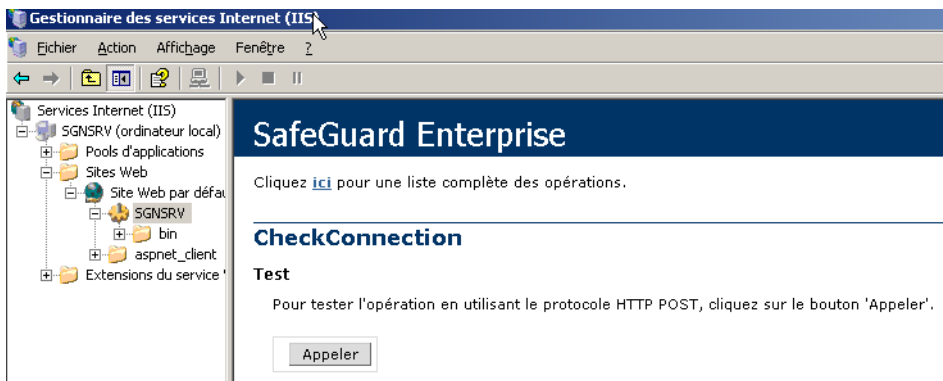 Gestionnaire des services Internet (IIS)
Fichier Action Affichage Fenêtre ?
Services Internet (IIS)
SGNSRV (ordinateur local)
Pools d'applications
Sites Web
Site Web par défau
SGNSRV
bin
aspnet_client
Extensions du service
SafeGuard Enterprise
Cliquez ici pour une liste complète des opérations.
CheckConnection
Test
Pour tester l'opération en utilisant le protocole HTTP POST, cliquez sur le bouton 'Appeler'.
Appeler